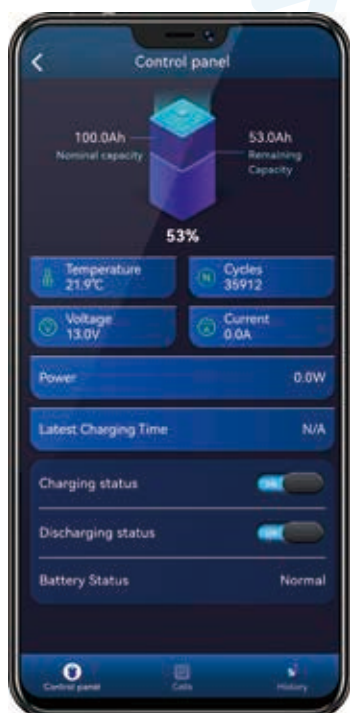 Control panel
100.0Ah
Nominal capacity
53.0Ah
Remaining
Capacity
53%
Temperature
21.9℃
Cycles
35912
Voltage
13.0V
Current
0.0A
Power 0.0W
Latest Charging Time N/A
Charging status
Discharging status
Battery Status Normal
Control panel
Cells
History